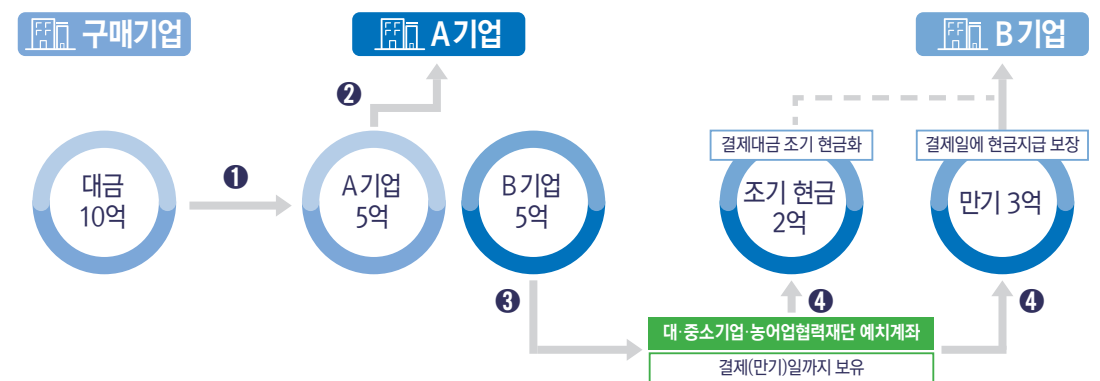 구매기업
A기업
B기업
❷
결제대금 조기 현금화
결제일에 현금지급 보장
대금
10억
❶
A기업
5억
B기업
5억
조기 현금
2억
만기 3억
❸
❹
❹
대·중소기업·농어업협력재단 예치계좌
결제(만기)일까지 보유